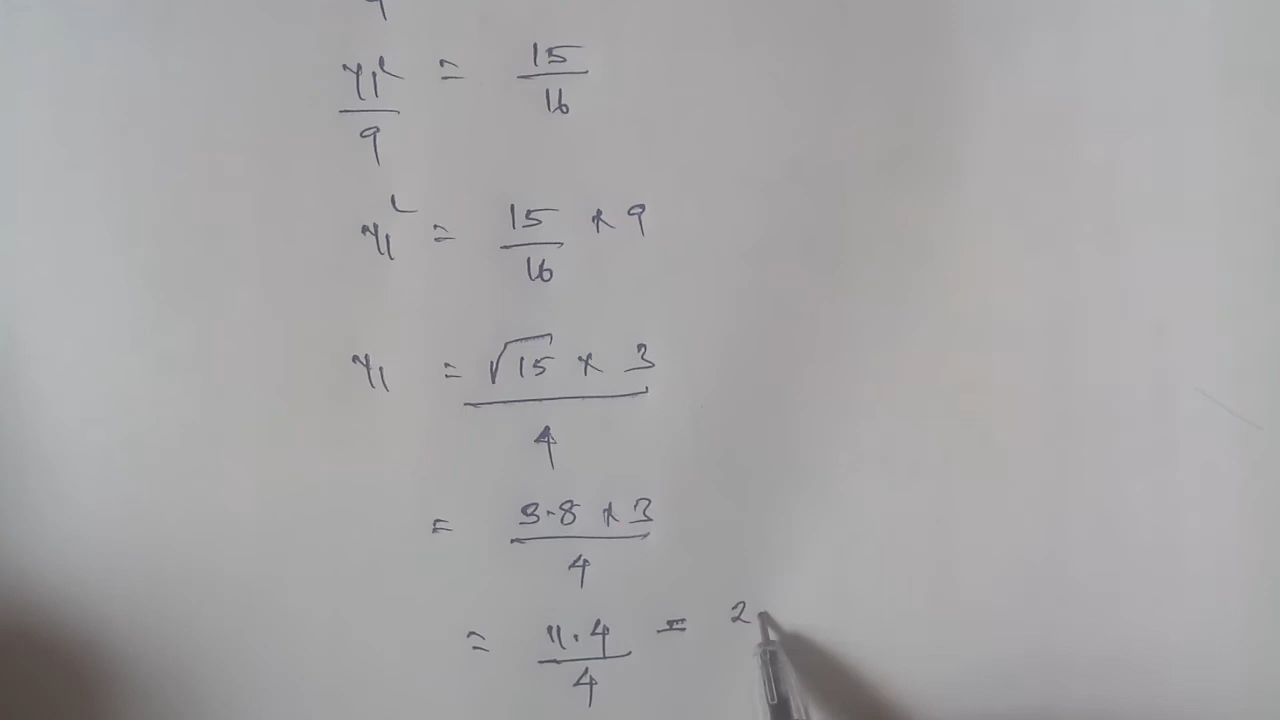 y₁² / 9 = 15 / 16
y₁² = 15 / 16 × 9
y₁ = √15 × 3 / 4
= 3.8 × 3 / 4
= 11.4 / 4 = 2.